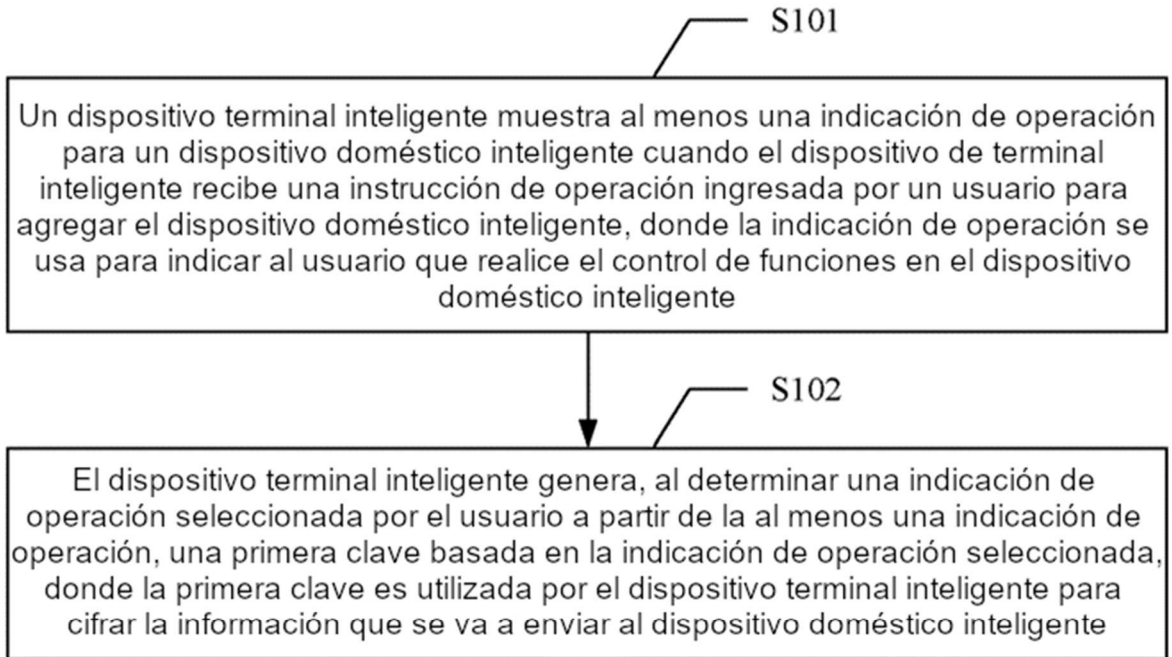 S101
Un dispositivo terminal inteligente muestra al menos una indicación de operación
para un dispositivo doméstico inteligente cuando el dispositivo de terminal
inteligente recibe una instrucción de operación ingresada por un usuario para
agregar el dispositivo doméstico inteligente, donde la indicación de operación se
usa para indicar al usuario que realice el control de funciones en el dispositivo
doméstico inteligente
S102
El dispositivo terminal inteligente genera, al determinar una indicación de
operación seleccionada por el usuario a partir de la al menos una indicación de
operación, una primera clave basada en la indicación de operación seleccionada,
donde la primera clave es utilizada por el dispositivo terminal inteligente para
cifrar la información que se va a enviar al dispositivo doméstico inteligente